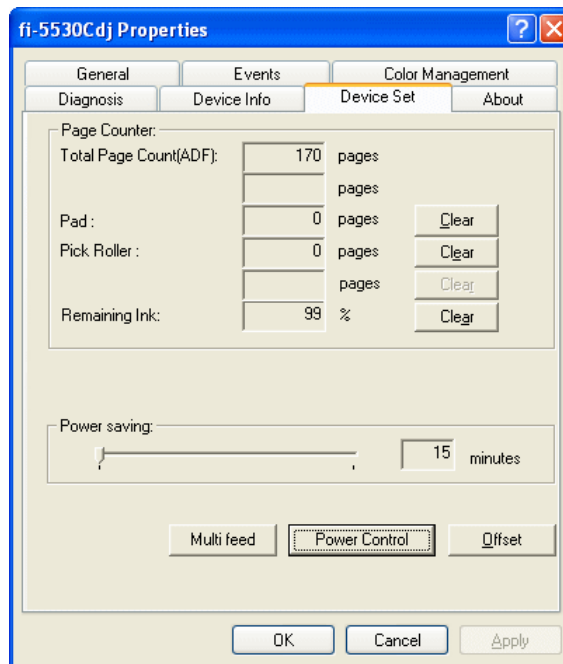 fi-5530Cdj Properties
General Events Color Management
Diagnosis Device Info Device Set About
Page Counter:
Total Page Count(ADF): 170 pages
pages
Pad : 0 pages Clear
Pick Roller : 0 pages Clear
pages Clear
Remaining Ink: 99 % Clear
Power saving:
15 minutes
Multi feed Power Control Offset
OK Cancel Apply